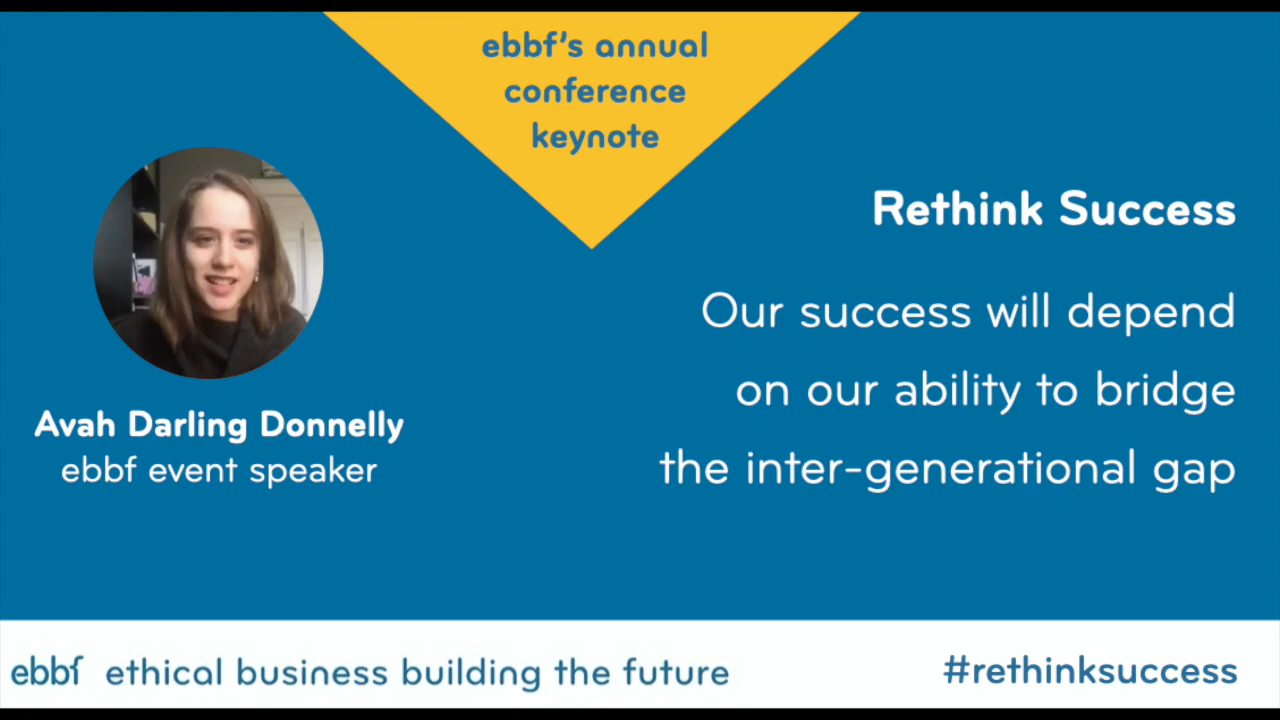 ebbf's annual
conference
keynote
Rethink Success
Our success will depend
on our ability to bridge
the inter-generational gap
Avah Darling Donnelly
ebbf event speaker
ebbf ethical business building the future
#rethinksuccess